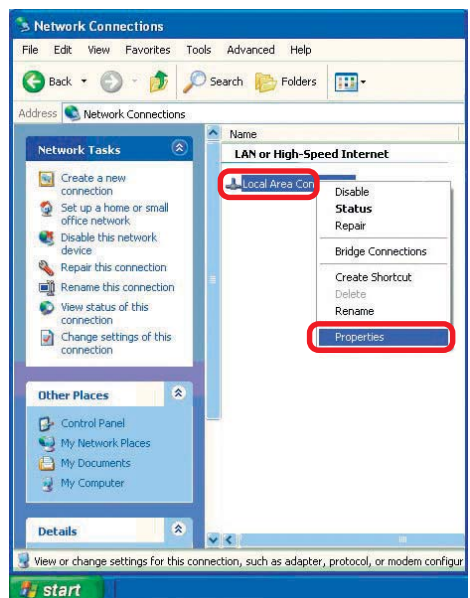 Network Connections
File Edit View Favorites Tools Advanced Help
Back Search Folders
Address Network Connections
Network Tasks
Create a new
connection
Set up a home or small
office network
Disable this network
device
Repair this connection
Rename this connection
View status of this
connection
Change settings of this
connection
Other Places
Control Panel
My Network Places
My Documents
My Computer
Details
Name
LAN or High-Speed Internet
Local Area Con
Disable
Status
Repair
Bridge Connections
Create Shortcut
Delete
Rename
Properties
View or change settings for this connection, such as adapter, protocol, or modem configur
start